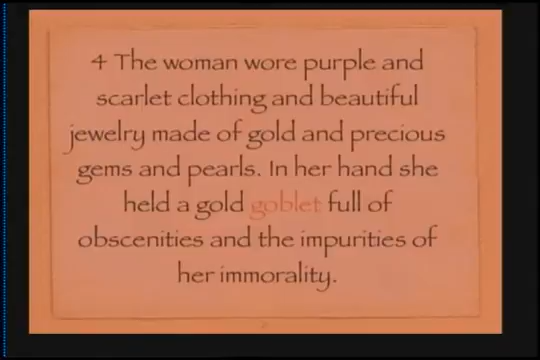 4 The woman wore purple and
scarlet clothing and beautiful
jewelry made of gold and precious
gems and pearls. In her hand she
held a gold goblet full of
obscenities and the impurities of
her immorality.